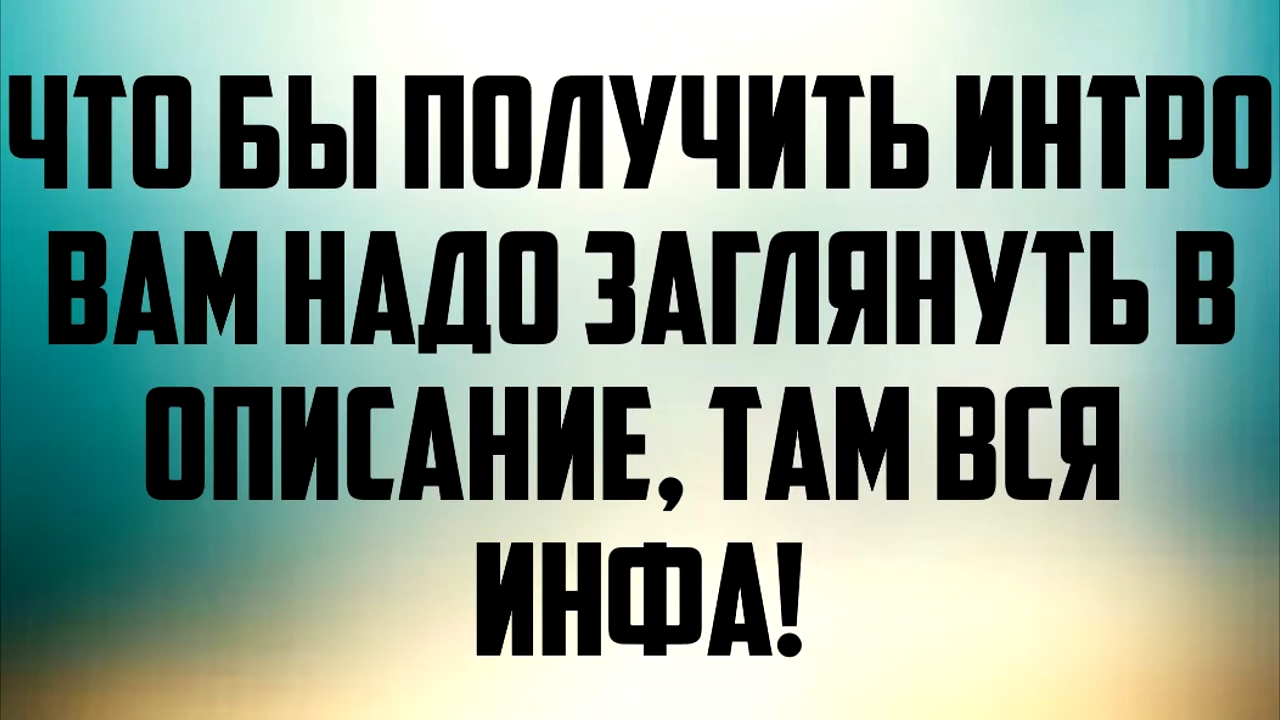 ЧТО БЫ ПОЛУЧИТЬ ИНТРО
ВАМ НАДО ЗАГЛЯНУТЬ В
ОПИСАНИЕ, ТАМ ВСЯ
ИНФА!